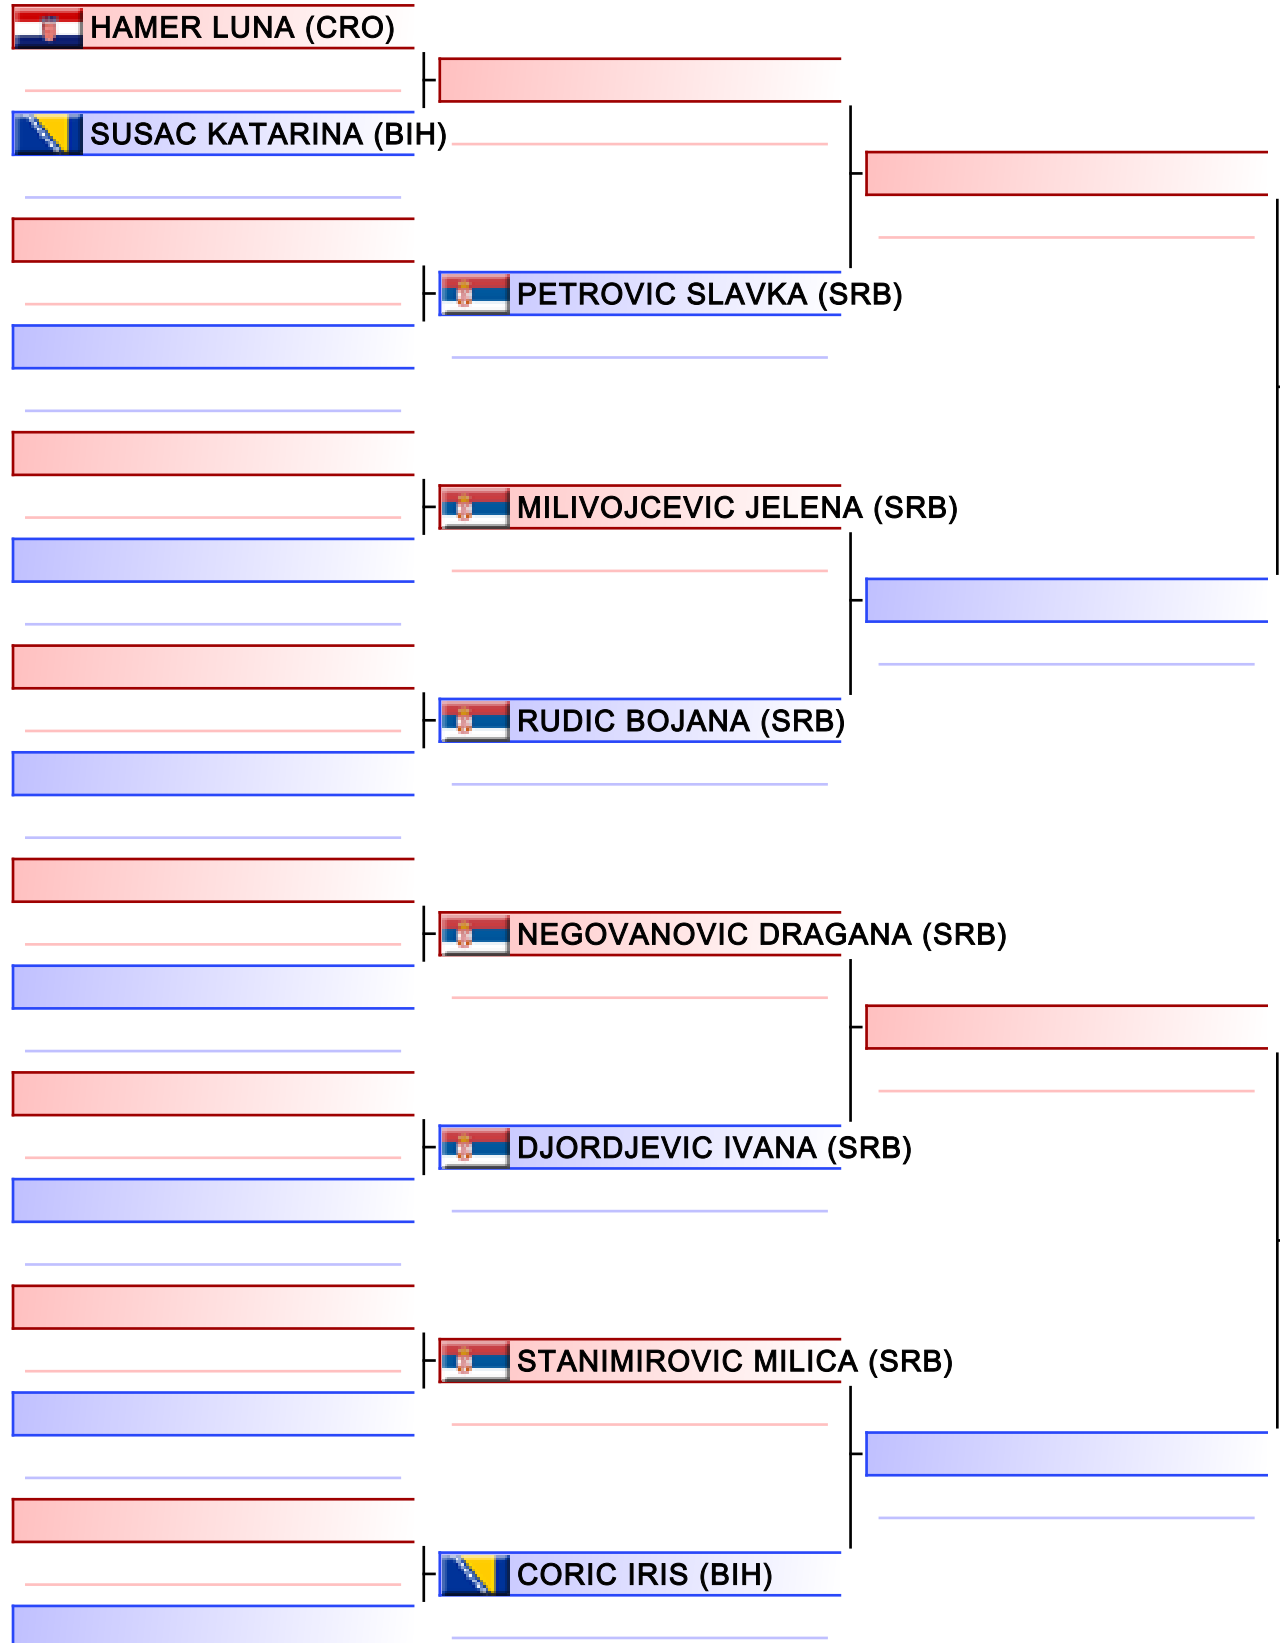 HAMER LUNA (CRO)
SUSAC KATARINA (BIH)
PETROVIC SLAVKA (SRB)
MILIVOJCEVIC JELENA (SRB)
RUDIC BOJANA (SRB)
NEGOVANOVIC DRAGANA (SRB)
DJORDJEVIC IVANA (SRB)
STANIMIROVIC MILICA (SRB)
CORIC IRIS (BIH)